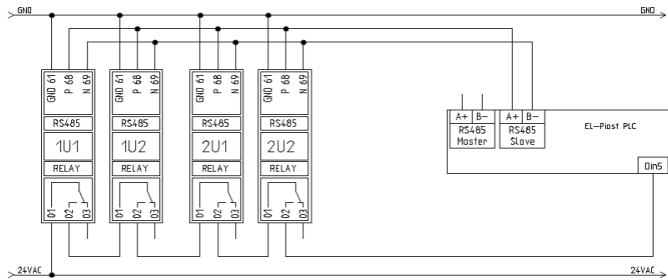 GND GND
GND 61 P 68 N 69 GND 61 P 68 N 69 GND 61 P 68 N 69 GND 61 P 68 N 69
A+ B- A+ B-
RS485 RS485 RS485 RS485 RS485 RS485 EL-Piast PLC
Master Slave
1U1 1U2 2U1 2U2
RELAY RELAY RELAY RELAY DinS
01 02 03 01 02 03 01 02 03 01 02 03
24VAC 24VAC